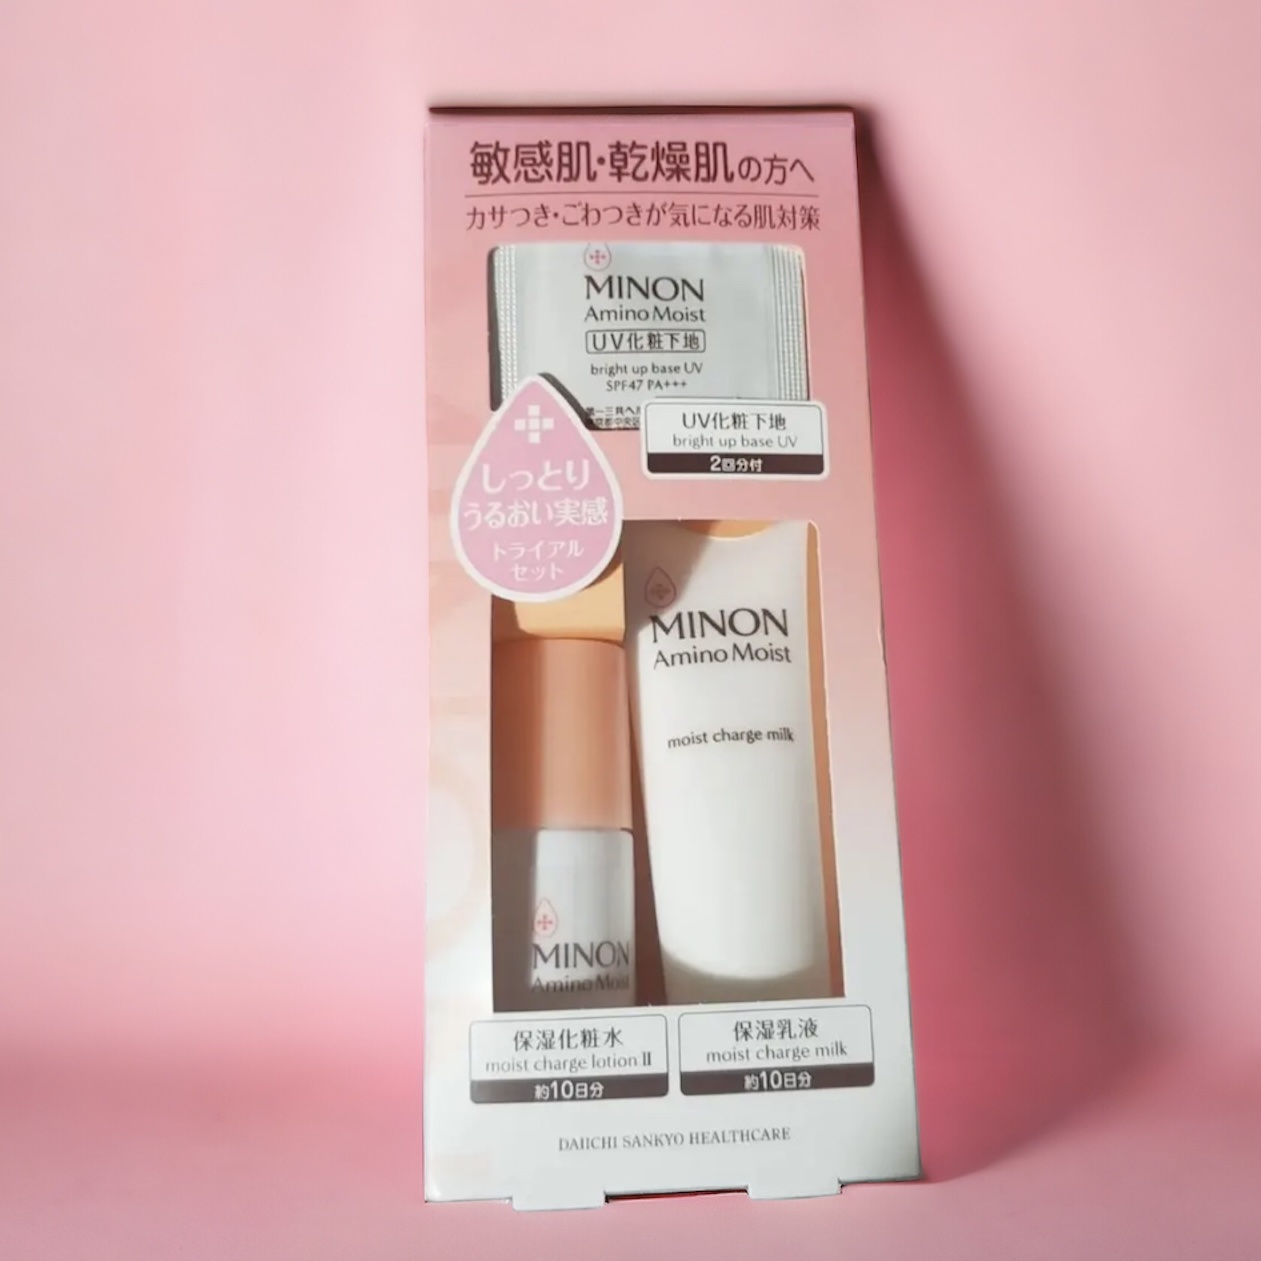 敏感肌・乾燥肌の方へ
カサつき・ごわつきが気になる肌対策
MINON
Amino Moist
UV化粧下地
bright up base UV
SPF47 PA+++
UV化粧下地
bright up base UV
2回分付
しっとり
うるおい実感
トライアル
セット
MINON
Amino Moist
moist charge milk
MINON
Amino Moist
保湿化粧水
moist charge lotion II
約10日分
保湿乳液
moist charge milk
約10日分
DAIICHI SANKYO HEALTHCARE